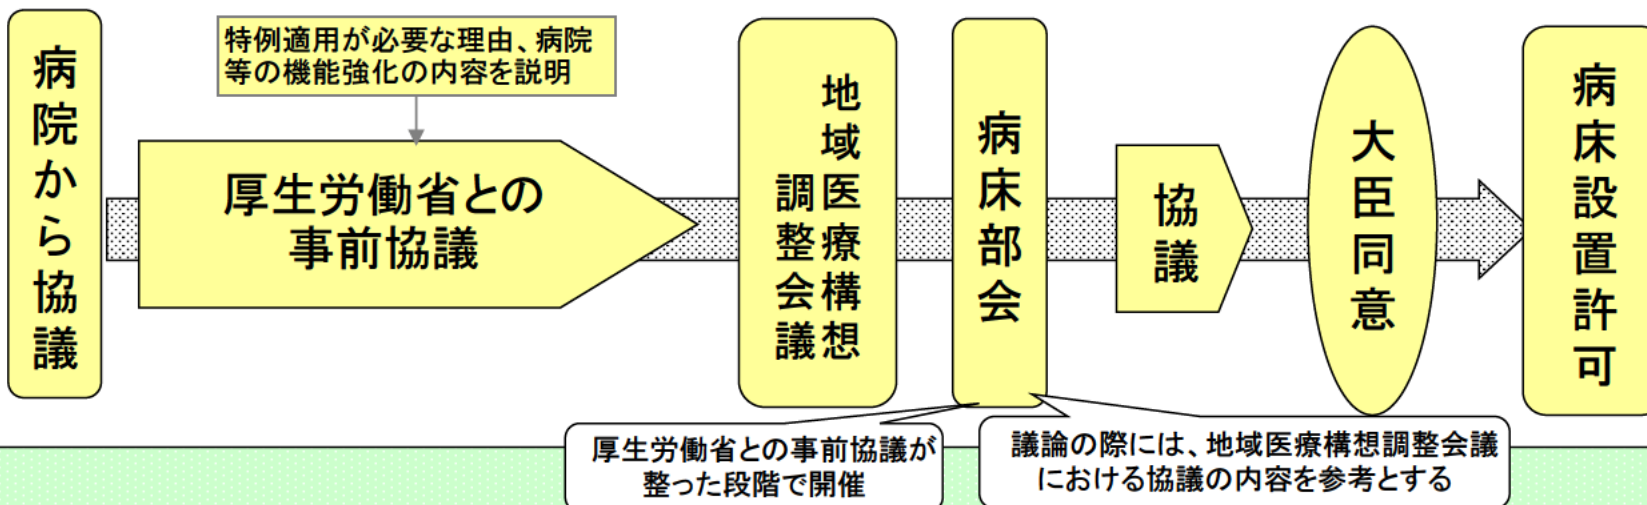 病院から協議
特例適用が必要な理由、病院
等の機能強化の内容を説明
厚生労働省との
事前協議
地域医療構想
調整会議
病床部会
協議
大臣同意
病床設置許可
厚生労働省との事前協議が
整った段階で開催
議論の際には、地域医療構想調整会議
における協議の内容を参考とする